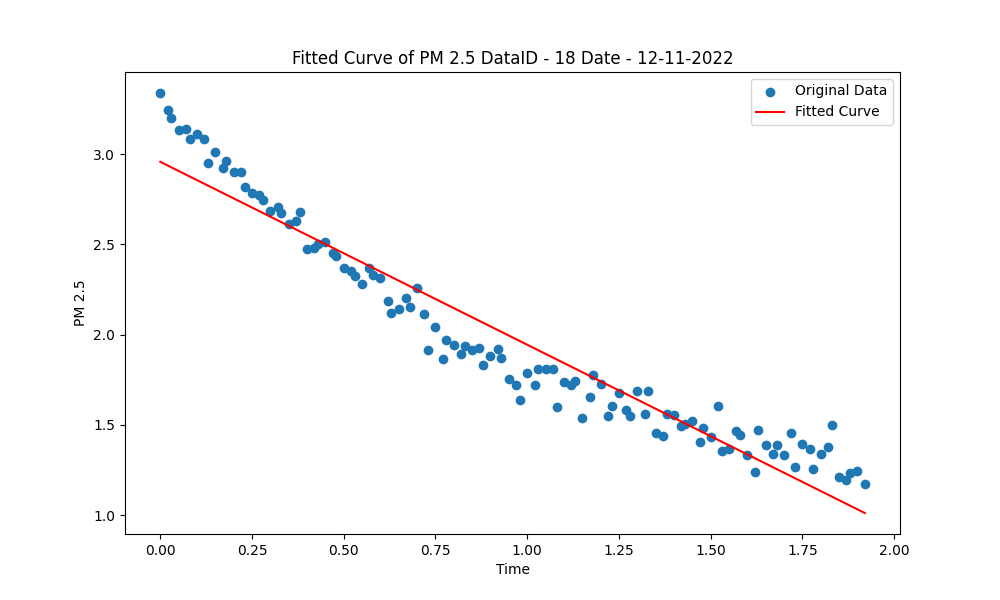 Fitted Curve of PM 2.5 DataID - 18 Date - 12-11-2022
Original Data
Fitted Curve
3.0
2.5
2.0
1.5
1.0
PM 2.5
0.00 0.25 0.50 0.75 1.00 1.25 1.50 1.75 2.00
Time